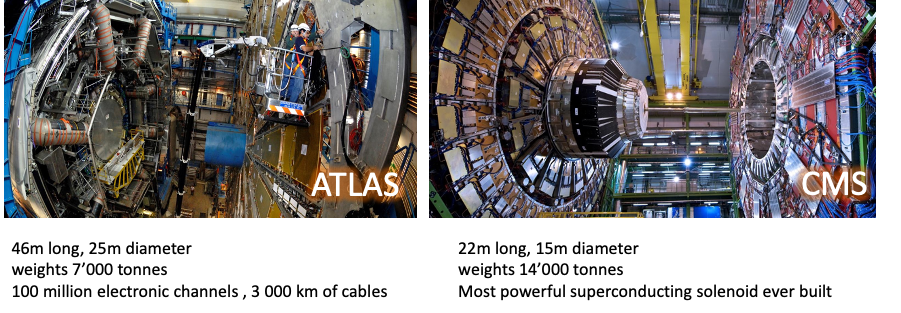 ATLAS
CMS
46m long, 25m diameter
weights 7’000 tonnes
100 million electronic channels , 3 000 km of cables
22m long, 15m diameter
weights 14’000 tonnes
Most powerful superconducting solenoid ever built